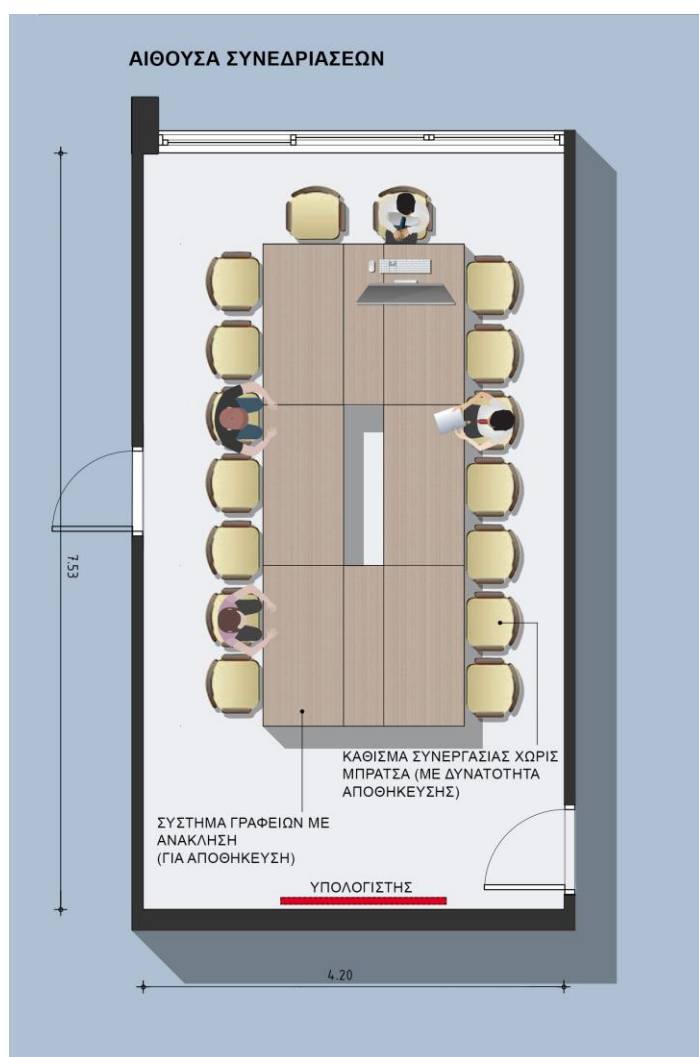 ΑΙΘΟΥΣΑ ΣΥΝΕΔΡΙΑΣΕΩΝ
7.53
ΚΑΘΙΣΜΑ ΣΥΝΕΡΓΑΣΙΑΣ ΧΩΡΙΣ
ΜΠΡΑΤΣΑ (ΜΕ ΔΥΝΑΤΟΤΗΤΑ
ΑΠΟΘΗΚΕΥΣΗΣ)
ΣΥΣΤΗΜΑ ΓΡΑΦΕΙΩΝ ΜΕ
ΑΝΑΚΛΗΣΗ
(ΓΙΑ ΑΠΟΘΗΚΕΥΣΗ)
ΥΠΟΛΟΓΙΣΤΗΣ
4.20